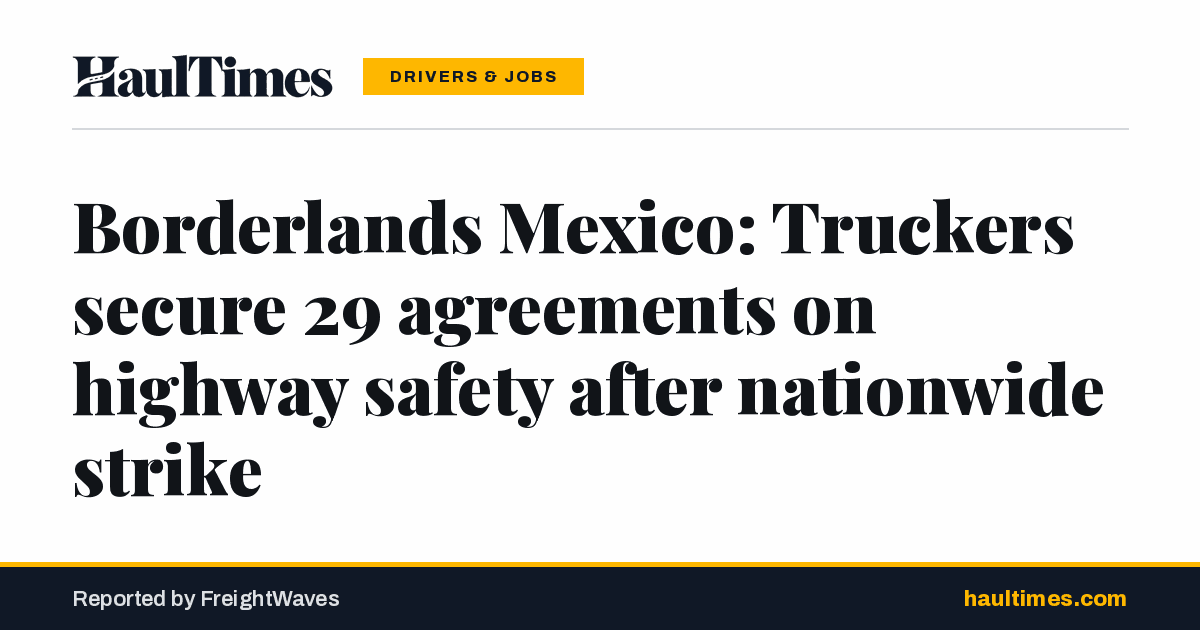 HaulTimes
DRIVERS & JOBS
Borderlands Mexico: Truckers
secure 29 agreements on
highway safety after nationwide
strike
Reported by FreightWaves
haultimes.com